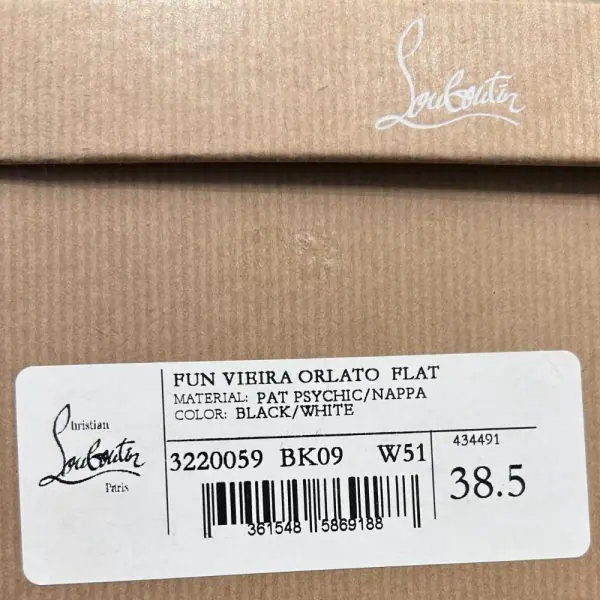 Louboutin
FUN VIEIRA ORLATO FLAT
MATERIAL: PAT PSYCHIC/NAPPA
COLOR: BLACK/WHITE
Christian
Louboutin
Paris
3220059 BK09 W51
434491
38.5
361548 5869188